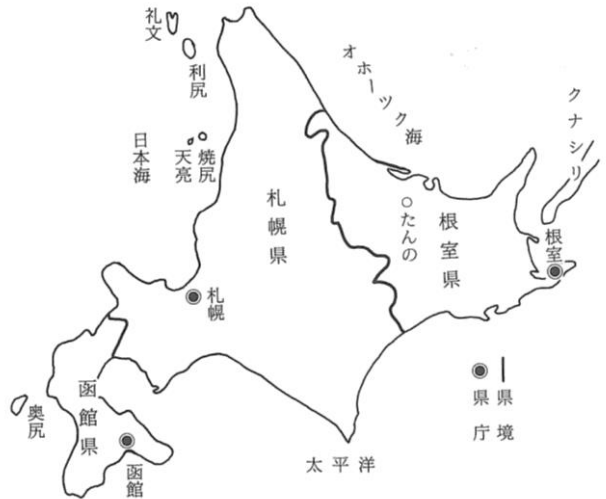 礼文
利尻
天亮
焼尻
日本海
オホーツク海
クナシリ
札幌県
○たんの
根室県
根室
札幌
函館県
函館
奥尻
太平洋
県境
県庁